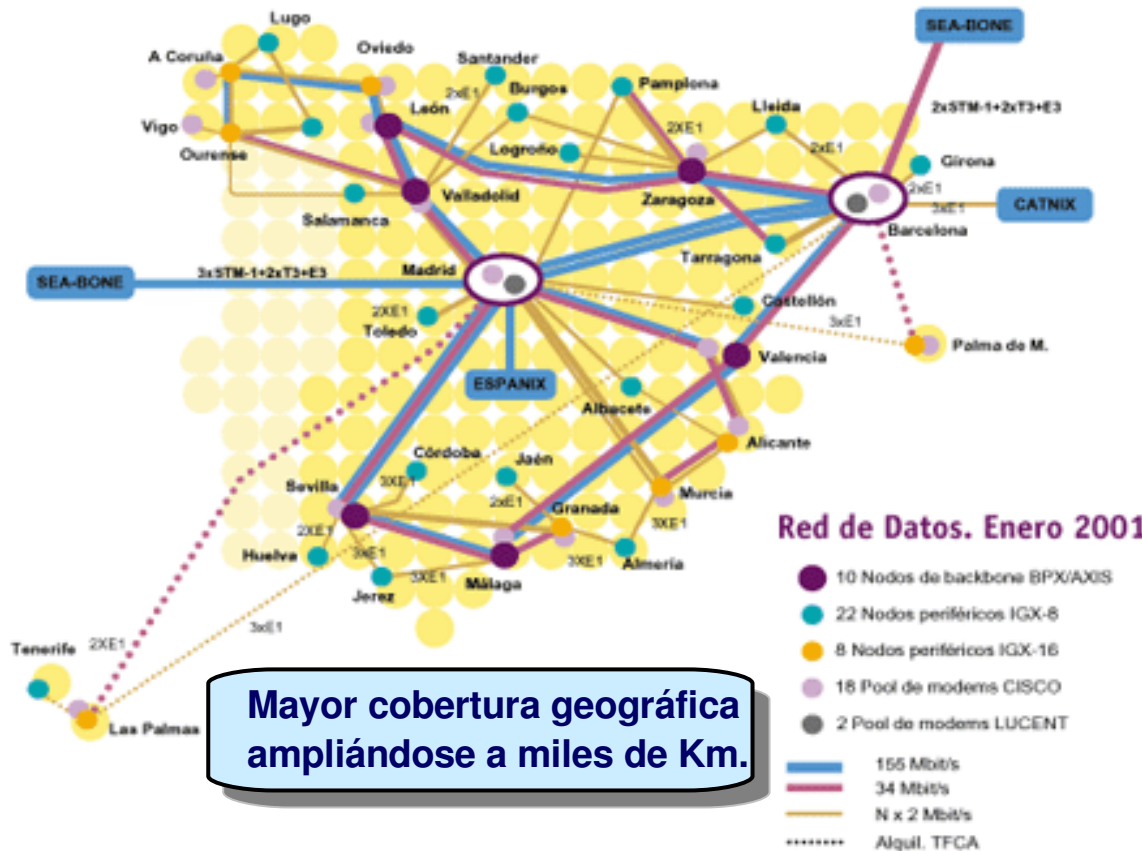 Lugo
A Coruña
Oviedo
Santander
SEA-BONE
2xE1
Burgos
Pamplona
León
Lleida
2xSTM-1+2xT3+E3
Vigo
2XE1
Logroño
2xE1
Girona
Ourense
Valladolid
Zaragoza
2xE1
3xE1
CATNIX
Salamanca
Barcelona
Tarragona
Madrid
SEA-BONE
3xSTM-1+2xT3+E3
2XE1
Toledo
Castellón
3xE1
Palma de M.
Valencia
ESPANIX
Albacete
Alicante
Córdoba
Jaén
Sevilla
3XE1
2xE1
Murcia
Granada
3XE1
2XE1
Huelva
3xE1
3XE1
3XE1
Almería
Jerez
Málaga
3xE1
Tenerife
2XE1
Las Palmas
Mayor cobertura geográfica
ampliándose a miles de Km.
Red de Datos. Enero 2001
10 Nodos de backbone BPX/AXIS
22 Nodos periféricos IGX-8
8 Nodos periféricos IGX-16
18 Pool de modems CISCO
2 Pool de modems LUCENT
155 Mbit/s
34 Mbit/s
N x 2 Mbit/s
Alquil. TFCA